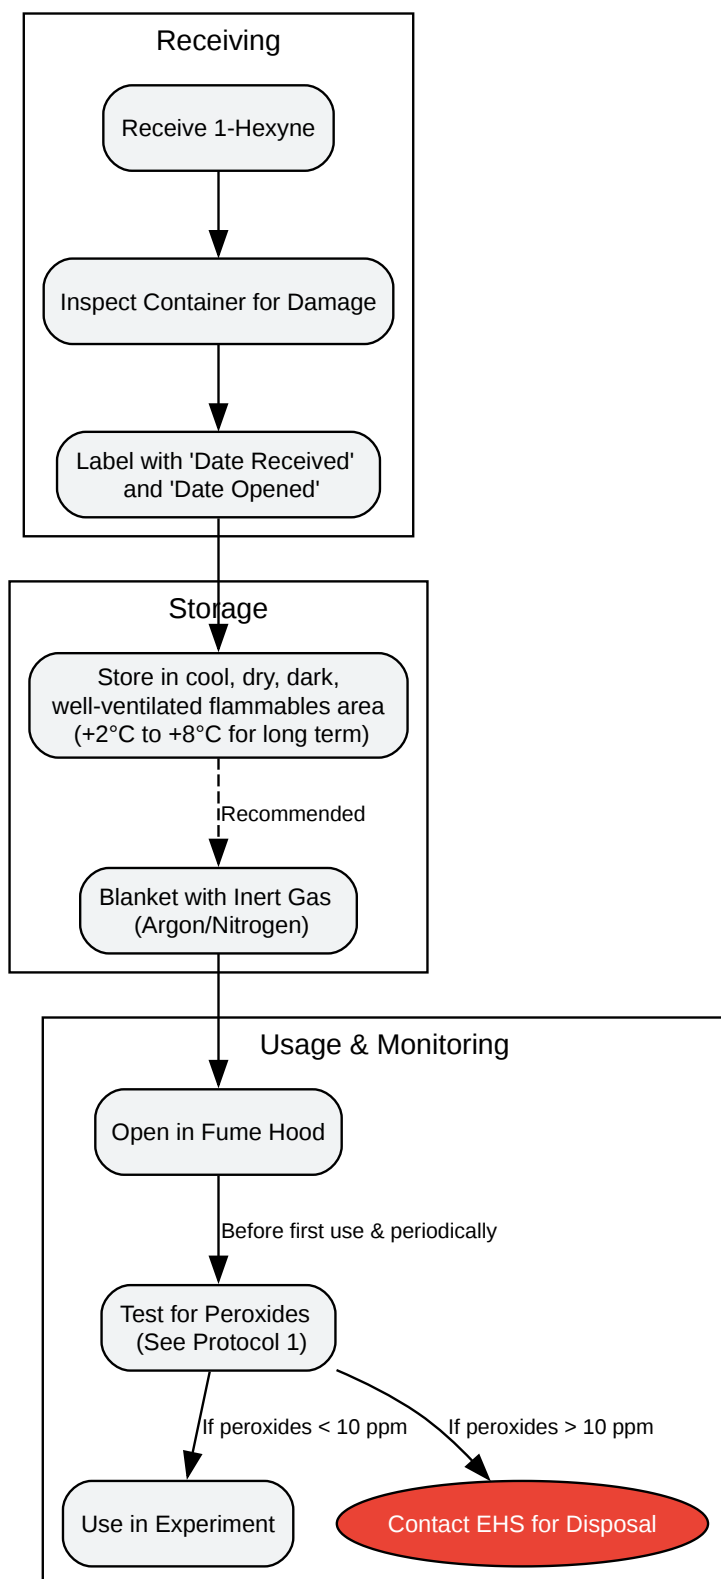 Receiving
Receive 1-Hexyne
Inspect Container for Damage
Label with 'Date Received'
and 'Date Opened'
Storage
Store in cool, dry, dark,
well-ventilated flammables area
(+2°C to +8°C for long term)
Recommended
Blanket with Inert Gas
(Argon/Nitrogen)
Usage & Monitoring
Open in Fume Hood
Before first use & periodically
Test for Peroxides
(See Protocol 1)
If peroxides < 10 ppm
If peroxides > 10 ppm
Use in Experiment
Contact EHS for Disposal